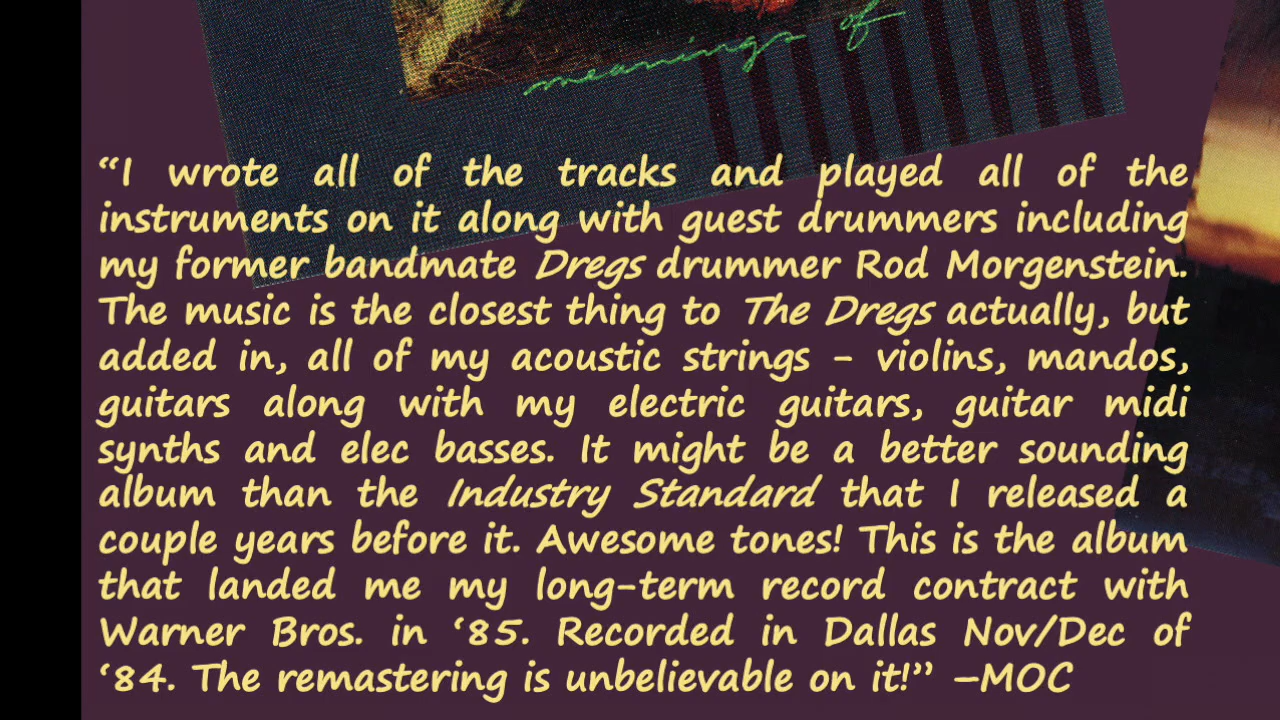 meanings of
“I wrote all of the tracks and played all of the
instruments on it along with guest drummers including
my former bandmate Dregs drummer Rod Morgenstein.
The music is the closest thing to The Dregs actually, but
added in, all of my acoustic strings – violins, mandos,
guitars along with my electric guitars, guitar midi
synths and elec basses. It might be a better sounding
album than the Industry Standard that I released a
couple years before it. Awesome tones! This is the album
that landed me my long-term record contract with
Warner Bros. in ‘85. Recorded in Dallas Nov/Dec of
‘84. The remastering is unbelievable on it!” –MOC